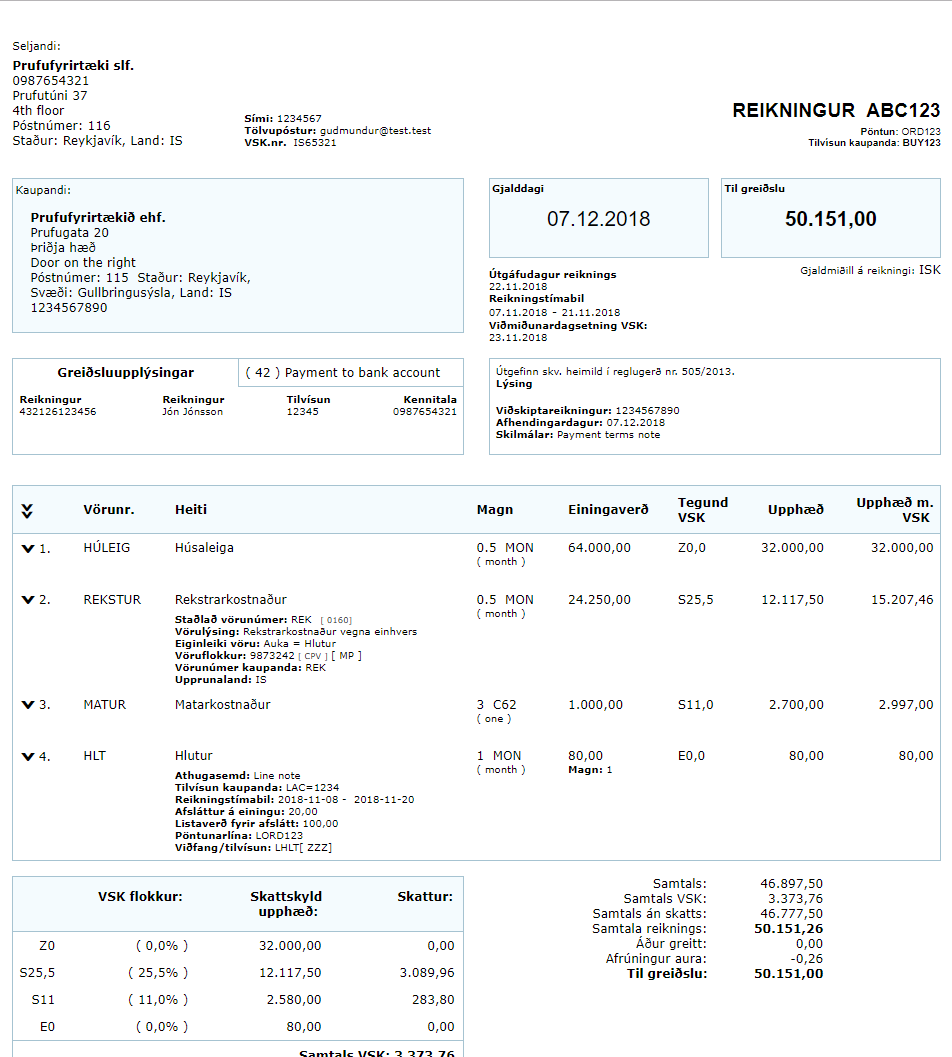 Seljandi:
Prufufyrirtæki slf.
0987654321
Prufutúni 37
4th floor
Póstnúmer: 116
Staður: Reykjavík, Land: IS
Sími: 1234567
Tölvupóstur: gudmundur@test.test
VSK.nr. IS65321
REIKNINGUR ABC123
Pöntun: ORD123
Tilvísun kaupanda: BUY123
Kaupandi:
Prufufyrirtækið ehf.
Prufugata 20
Þriðja hæð
Door on the right
Póstnúmer: 115 Staður: Reykjavík,
Svæði: Gullbringusýsla, Land: IS
1234567890
Gjalddagi
07.12.2018
Til greiðslu
50.151,00
Gjaldmiðill á reikningi: ISK
Útgáfudagur reiknings
22.11.2018
Reikningstímabil
07.11.2018 - 21.11.2018
Viðmiðunardagsetning VSK:
23.11.2018
Greiðsluupplýsingar ( 42 ) Payment to bank account
Reikningur Reikningur Tilvísun Kennitala
432126123456 Jón Jónsson 12345 0987654321
Útgefinn skv. heimild í reglugerð nr. 505/2013.
Lýsing
Viðskiptareikningur: 1234567890
Afhendingardagur: 07.12.2018
Skilmálar: Payment terms note
Vörunr. Heiti Magn Einingaverð Tegund VSK Upphæð Upphæð m. VSK
1. HÚLEIG Húsaleiga 0.5 MON 64.000,00 Z0,0 32.000,00 32.000,00
( month )
2. REKSTUR Rekstrarkostnaður 0.5 MON 24.250,00 S25,5 12.117,50 15.207,46
( month )
Staðlað vörunúmer: REK [ 0160]
Vörulýsing: Rekstrarkostnaður vegna einhvers
Eiginleiki vöru: Auka = Hlutur
Vöruflokkur: 9873242 [ CPV ] [ MP ]
Vörunúmer kaupanda: REK
Upprunaland: IS
3. MATUR Matarkostnaður 3 C62 1.000,00 S11,0 2.700,00 2.997,00
( one )
4. HLT Hlutur 1 MON 80,00 E0,0 80,00 80,00
( month ) Magn: 1
Athugasemd: Line note
Tilvísun kaupanda: LAC=1234
Reikningstímabil: 2018-11-08 - 2018-11-20
Afsláttur á einingu: 20,00
Listaverð fyrir afslátt: 100,00
Pöntunarlína: LORD123
Viðfang/tilvísun: LHLT[ ZZZ]
VSK flokkur: Skattskyld upphæð: Skattur:
Z0 ( 0,0% ) 32.000,00 0,00
S25,5 ( 25,5% ) 12.117,50 3.089,96
S11 ( 11,0% ) 2.580,00 283,80
E0 ( 0,0% ) 80,00 0,00
Samtals VSK: 3.373,76
Samtals: 46.897,50
Samtals VSK: 3.373,76
Samtals án skatts: 46.777,50
Samtala reiknings: 50.151,26
Áður greitt: 0,00
Afrúningur aura: -0,26
Til greiðslu: 50.151,00